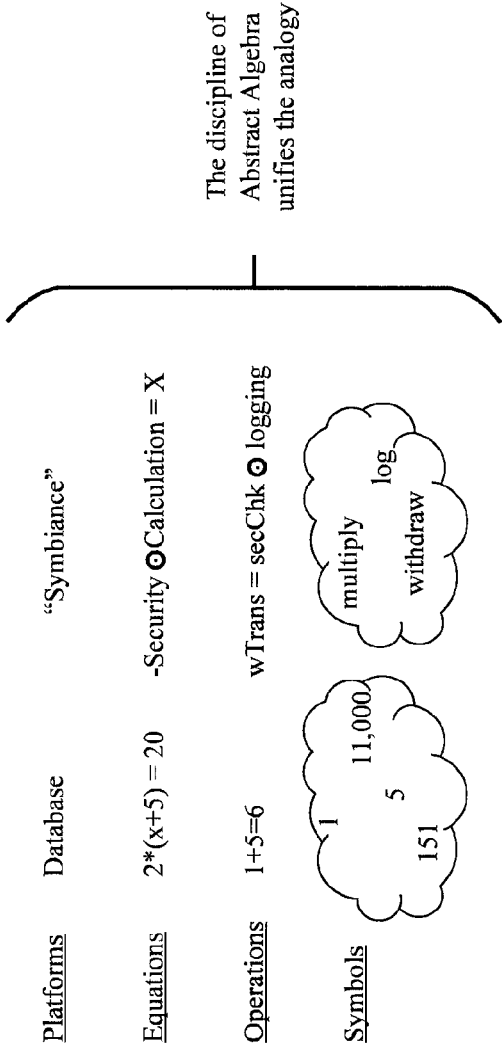 Platforms Database “Symbiance”
Equations 2*(x+5) = 20 -Security ⊙Calculation = X
Operations 1+5=6 wTrans = secChk ⊙ logging
Symbols
1
11,000
5
151
multiply
log
withdraw
The discipline of
Abstract Algebra
unifies the analogy